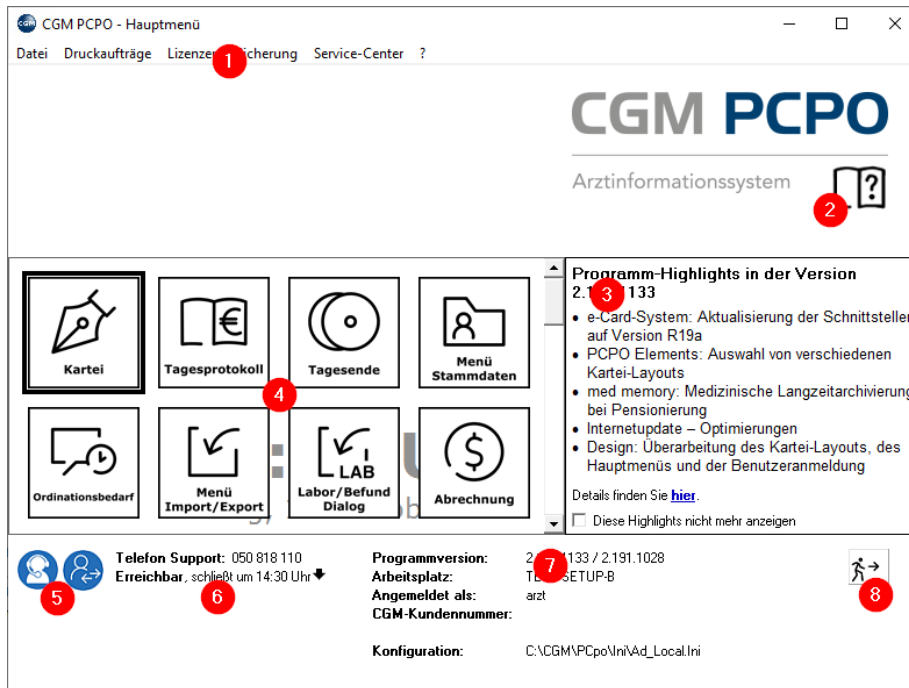 CGM PCPO - Hauptmenü
Datei Druckaufträge Lizenzen Sicherung Service-Center ?
1
CGM PCPO
Arztinformationssystem
2
Programm-Highlights in der Version
3
e-Card-System: Aktualisierung der Schnittstellen
auf Version R19a
PCPO Elements: Auswahl von verschiedenen
Kartei-Layouts
med memory: Medizinische Langzeitarchivierung
bei Pensionierung
Internetupdate – Optimierungen
Design: Überarbeitung des Kartei-Layouts, des
Hauptmenüs und der Benutzeranmeldung
Details finden Sie hier.
Diese Highlights nicht mehr anzeigen
Kartei
Tagesprotokoll
Tagesende
Menü
Stammdaten
4
Ordinationsbedarf
Menü
Import/Export
LAB
Labor/Befund
Dialog
Abrechnung
5
Telefon Support: 050 818 110
Erreichbar, schließt um 14:30 Uhr
6
Programmversion: 1133 / 2.191.1028
7
Arbeitsplatz: SETUP-B
Angemeldet als: arzt
CGM-Kundennummer:
Konfiguration: C:\CGM\PCpo\Ini\Ad_Local.Ini
8